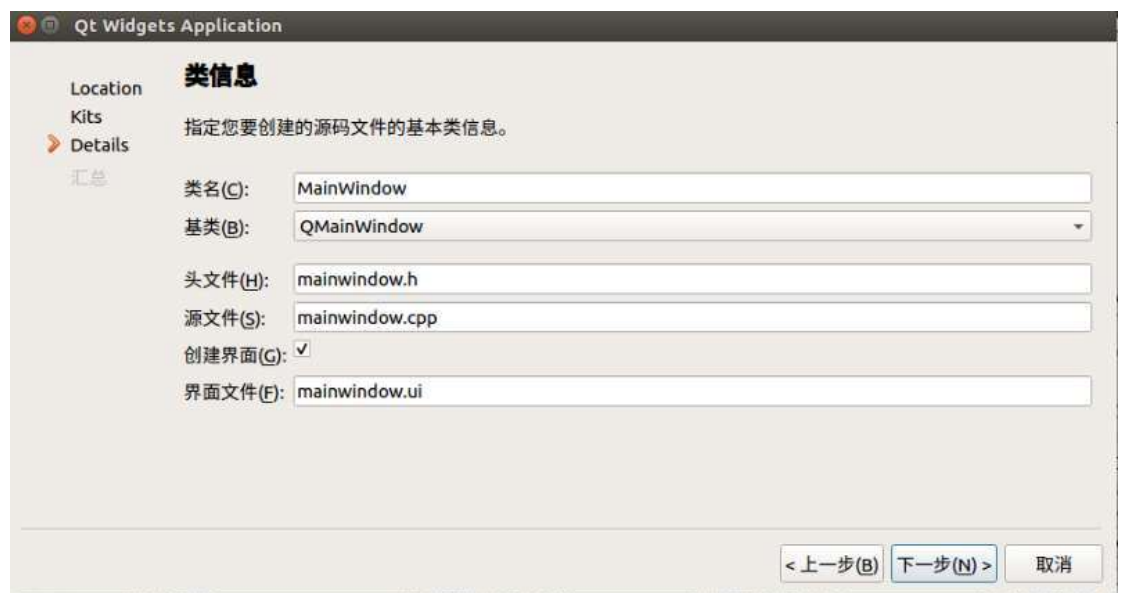 Qt Widgets Application
Location
Kits
Details
汇总
类信息
指定您要创建的源码文件的基本类信息。
类名(C): MainWindow
基类(B): QMainWindow
头文件(H): mainwindow.h
源文件(S): mainwindow.cpp
创建界面(G):
界面文件(F): mainwindow.ui
< 上一步(B) 下一步(N) > 取消